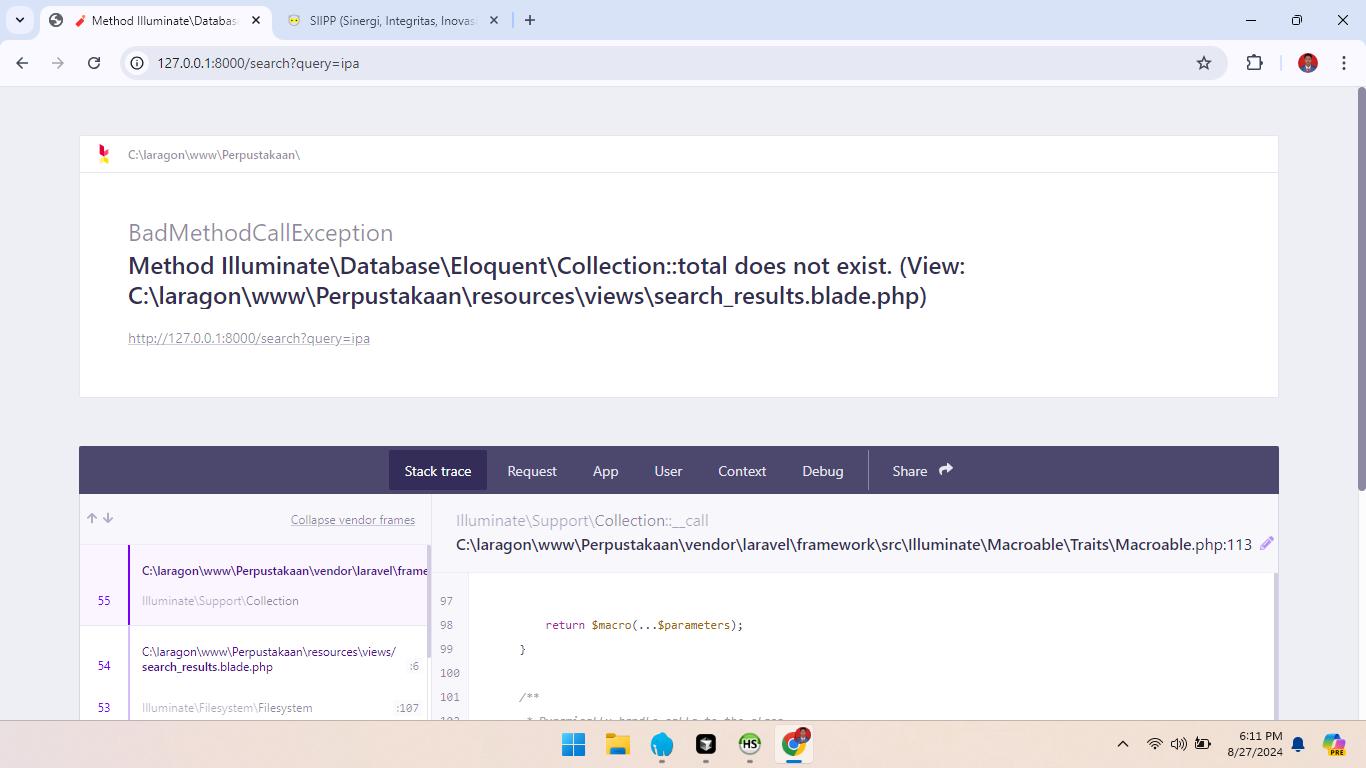 Method Illuminate\Databas
SIIPP (Sinergi, Integritas, Inovas
127.0.0.1:8000/search?query=ipa
C:\laragon\www\Perpustakaan\
BadMethodCallException
Method Illuminate\Database\Eloquent\Collection::total does not exist. (View:
C:\laragon\www\Perpustakaan\resources\views\search_results.blade.php)
http://127.0.0.1:8000/search?query=ipa
Stack trace
Request
App
User
Context
Debug
Share
Collapse vendor frames
Illuminate\Support\Collection::__call
C:\laragon\www\Perpustakaan\vendor\laravel\framework\src\Illuminate\Macroable\Traits\Macroable.php:113
C:\laragon\www\Perpustakaan\vendor\laravel\frame
55
Illuminate\Support\Collection
C:\laragon\www\Perpustakaan\resources\views/
54
search_results.blade.php
:6
53
Illuminate\Filesystem\Filesystem
:107
97
98 return $macro(...$parameters);
99 }
100
101 /**
HS
6:11 PM
8/27/2024
PRE